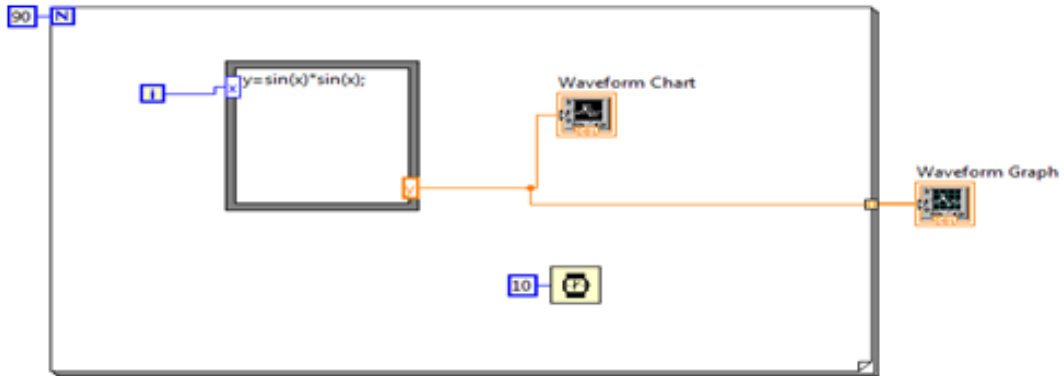 90 N
y=sin(x)*sin(x);
i
x
Waveform Chart
y
Waveform Graph
10